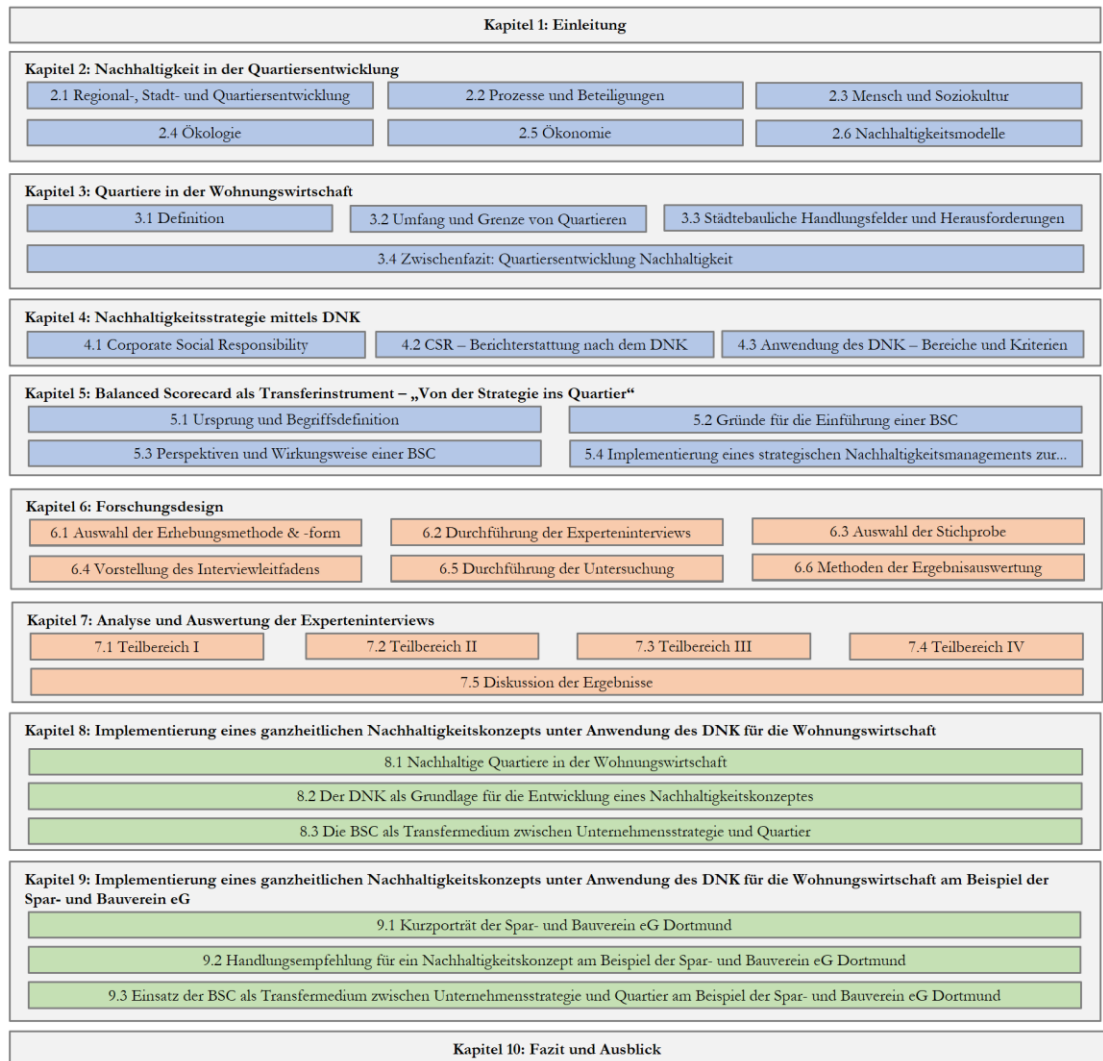 Kapitel 1: Einleitung
Kapitel 2: Nachhaltigkeit in der Quartiersentwicklung
2.1 Regional-, Stadt- und Quartiersentwicklung
2.2 Prozesse und Beteiligungen
2.3 Mensch und Soziokultur
2.4 Ökologie
2.5 Ökonomie
2.6 Nachhaltigkeitsmodelle
Kapitel 3: Quartiere in der Wohnungswirtschaft
3.1 Definition
3.2 Umfang und Grenze von Quartieren
3.3 Städtebauliche Handlungsfelder und Herausforderungen
3.4 Zwischenfazit: Quartiersentwicklung Nachhaltigkeit
Kapitel 4: Nachhaltigkeitsstrategie mittels DNK
4.1 Corporate Social Responsibility
4.2 CSR – Berichterstattung nach dem DNK
4.3 Anwendung des DNK – Bereiche und Kriterien
Kapitel 5: Balanced Scorecard als Transferinstrument – „Von der Strategie ins Quartier“
5.1 Ursprung und Begriffsdefinition
5.2 Gründe für die Einführung einer BSC
5.3 Perspektiven und Wirkungsweise einer BSC
5.4 Implementierung eines strategischen Nachhaltigkeitsmanagements zur...
Kapitel 6: Forschungsdesign
6.1 Auswahl der Erhebungsmethode & -form
6.2 Durchführung der Experteninterviews
6.3 Auswahl der Stichprobe
6.4 Vorstellung des Interviewleitfadens
6.5 Durchführung der Untersuchung
6.6 Methoden der Ergebnisauswertung
Kapitel 7: Analyse und Auswertung der Experteninterviews
7.1 Teilbereich I
7.2 Teilbereich II
7.3 Teilbereich III
7.4 Teilbereich IV
7.5 Diskussion der Ergebnisse
Kapitel 8: Implementierung eines ganzheitlichen Nachhaltigkeitskonzepts unter Anwendung des DNK für die Wohnungswirtschaft
8.1 Nachhaltige Quartiere in der Wohnungswirtschaft
8.2 Der DNK als Grundlage für die Entwicklung eines Nachhaltigkeitskonzeptes
8.3 Die BSC als Transfermedium zwischen Unternehmensstrategie und Quartier
Kapitel 9: Implementierung eines ganzheitlichen Nachhaltigkeitskonzepts unter Anwendung des DNK für die Wohnungswirtschaft am Beispiel der
Spar- und Bauverein eG
9.1 Kurzporträt der Spar- und Bauverein eG Dortmund
9.2 Handlungsempfehlung für ein Nachhaltigkeitskonzept am Beispiel der Spar- und Bauverein eG Dortmund
9.3 Einsatz der BSC als Transfermedium zwischen Unternehmensstrategie und Quartier am Beispiel der Spar- und Bauverein eG Dortmund
Kapitel 10: Fazit und Ausblick